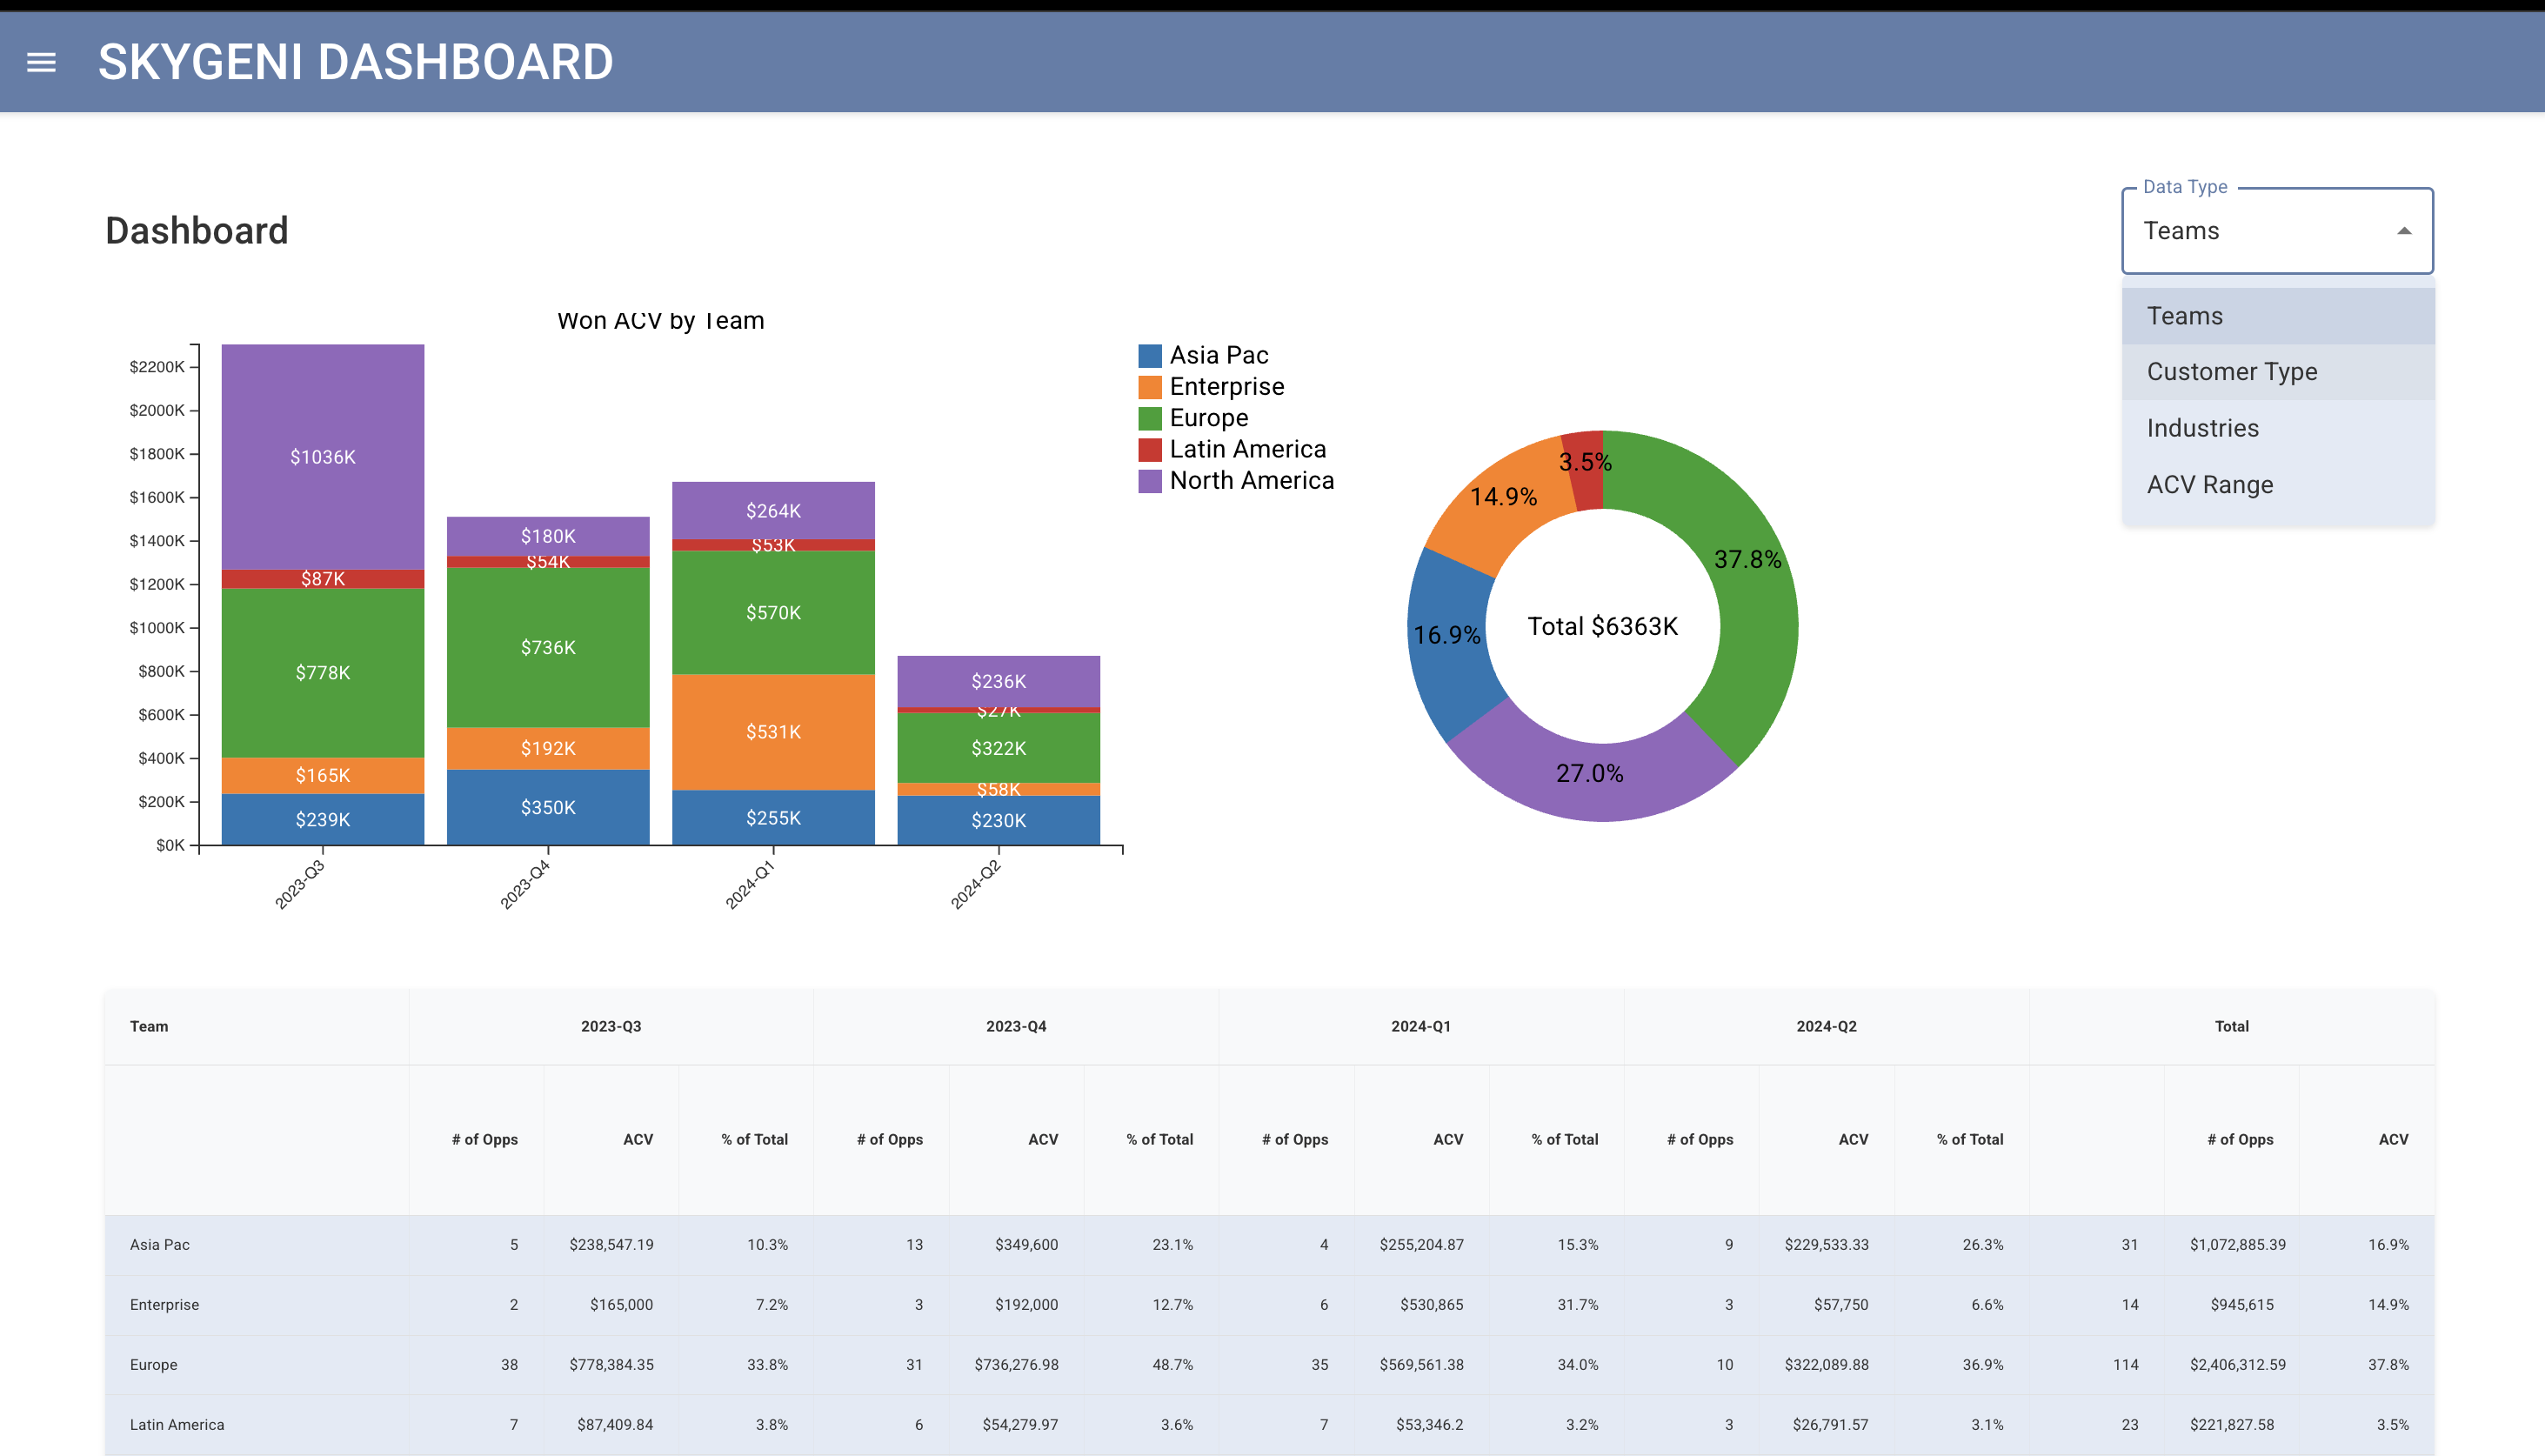 SKYGENI DASHBOARD
Dashboard
Data Type
Teams
Teams
Customer Type
Industries
ACV Range
Won ACV by Team
$2200K
$2000K
$1800K
$1600K
$1400K
$1200K
$1000K
$800K
$600K
$400K
$200K
$0K
$1036K
$87K
$778K
$165K
$239K
$180K
$54K
$736K
$192K
$350K
$264K
$53K
$570K
$531K
$255K
$236K
$27K
$322K
$58K
$230K
2023-Q3
2023-Q4
2024-Q1
2024-Q2
Asia Pac
Enterprise
Europe
Latin America
North America
3.5%
14.9%
37.8%
16.9%
Total $6363K
27.0%
Team 2023-Q3 2023-Q4 2024-Q1 2024-Q2 Total
# of Opps ACV % of Total # of Opps ACV % of Total # of Opps ACV % of Total # of Opps ACV % of Total # of Opps ACV
Asia Pac 5 $238,547.19 10.3% 13 $349,600 23.1% 4 $255,204.87 15.3% 9 $229,533.33 26.3% 31 $1,072,885.39 16.9%
Enterprise 2 $165,000 7.2% 3 $192,000 12.7% 6 $530,865 31.7% 3 $57,750 6.6% 14 $945,615 14.9%
Europe 38 $778,384.35 33.8% 31 $736,276.98 48.7% 35 $569,561.38 34.0% 10 $322,089.88 36.9% 114 $2,406,312.59 37.8%
Latin America 7 $87,409.84 3.8% 6 $54,279.97 3.6% 7 $53,346.2 3.2% 3 $26,791.57 3.1% 23 $221,827.58 3.5%